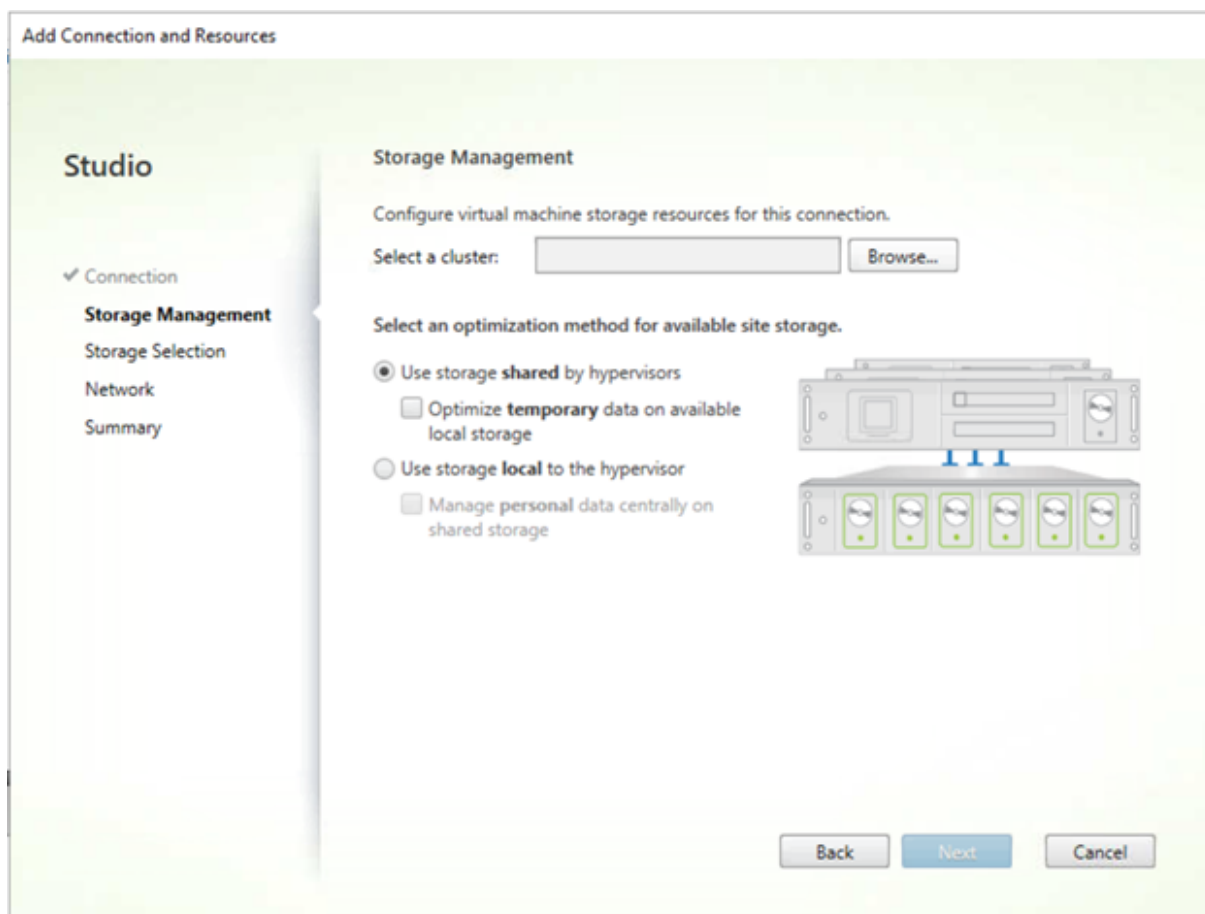 Add Connection and Resources
Studio
Connection
Storage Management
Storage Selection
Network
Summary
Storage Management
Configure virtual machine storage resources for this connection.
Select a cluster:
Browse...
Select an optimization method for available site storage.
Use storage shared by hypervisors
Optimize temporary data on available
local storage
Use storage local to the hypervisor
Manage personal data centrally on
shared storage
Back
Next
Cancel